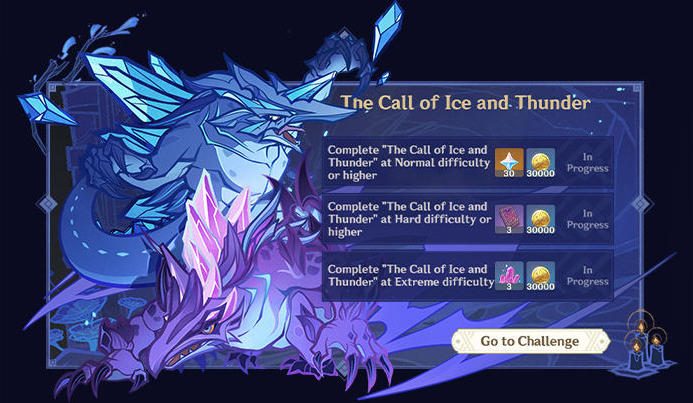 The Call of Ice and Thunder
Complete "The Call of Ice and
Thunder" at Normal difficulty
or higher
30
30000
In
Progress
Complete "The Call of Ice and
Thunder" at Hard difficulty or
higher
3
30000
In
Progress
Complete "The Call of Ice and
Thunder" at Extreme difficulty
3
30000
In
Progress
Go to Challenge